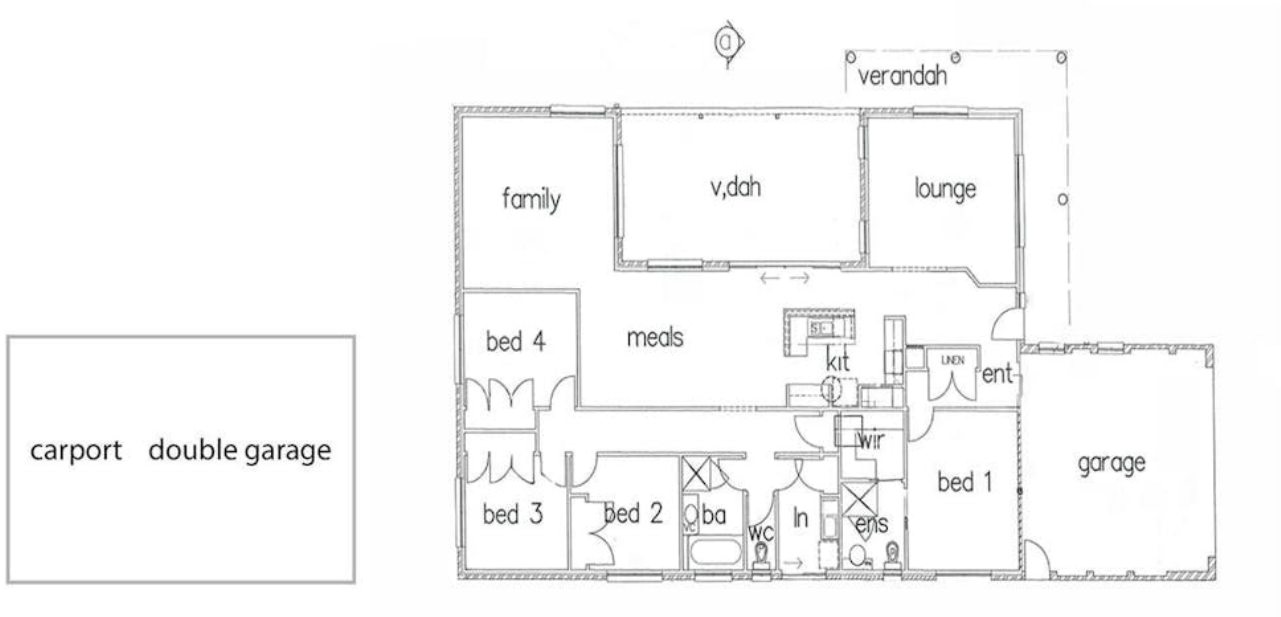 a
verandah
family
v,dah
lounge
bed 4
meals
S
kit
LINEN
ent
carport double garage
wir
bed 1
garage
bed 3
bed 2
ba
wc
ln
ens